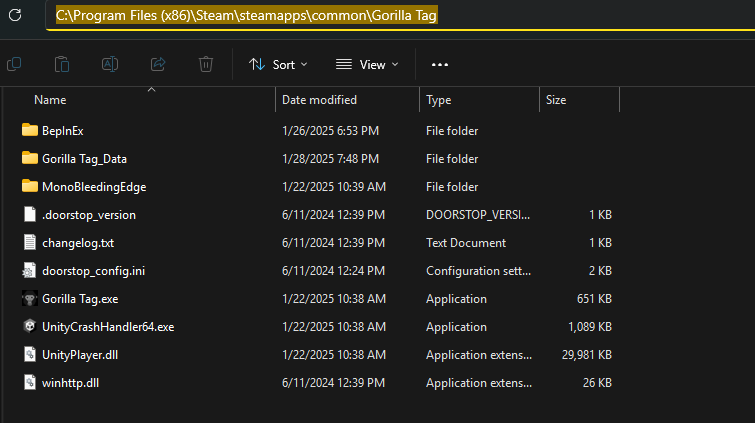 C:\Program Files (x86)\Steam\steamapps\common\Gorilla Tag
Sort View
Name Date modified Type Size
BepInEx 1/26/2025 6:53 PM File folder
Gorilla Tag_Data 1/28/2025 7:48 PM File folder
MonoBleedingEdge 1/22/2025 10:39 AM File folder
.doorstop_version 6/11/2024 12:39 PM DOORSTOP_VERSI... 1 KB
changelog.txt 6/11/2024 12:39 PM Text Document 1 KB
doorstop_config.ini 6/11/2024 12:24 PM Configuration sett... 2 KB
Gorilla Tag.exe 1/22/2025 10:38 AM Application 651 KB
UnityCrashHandler64.exe 1/22/2025 10:38 AM Application 1,089 KB
UnityPlayer.dll 1/22/2025 10:38 AM Application extens... 29,981 KB
winhttp.dll 6/11/2024 12:39 PM Application extens... 26 KB